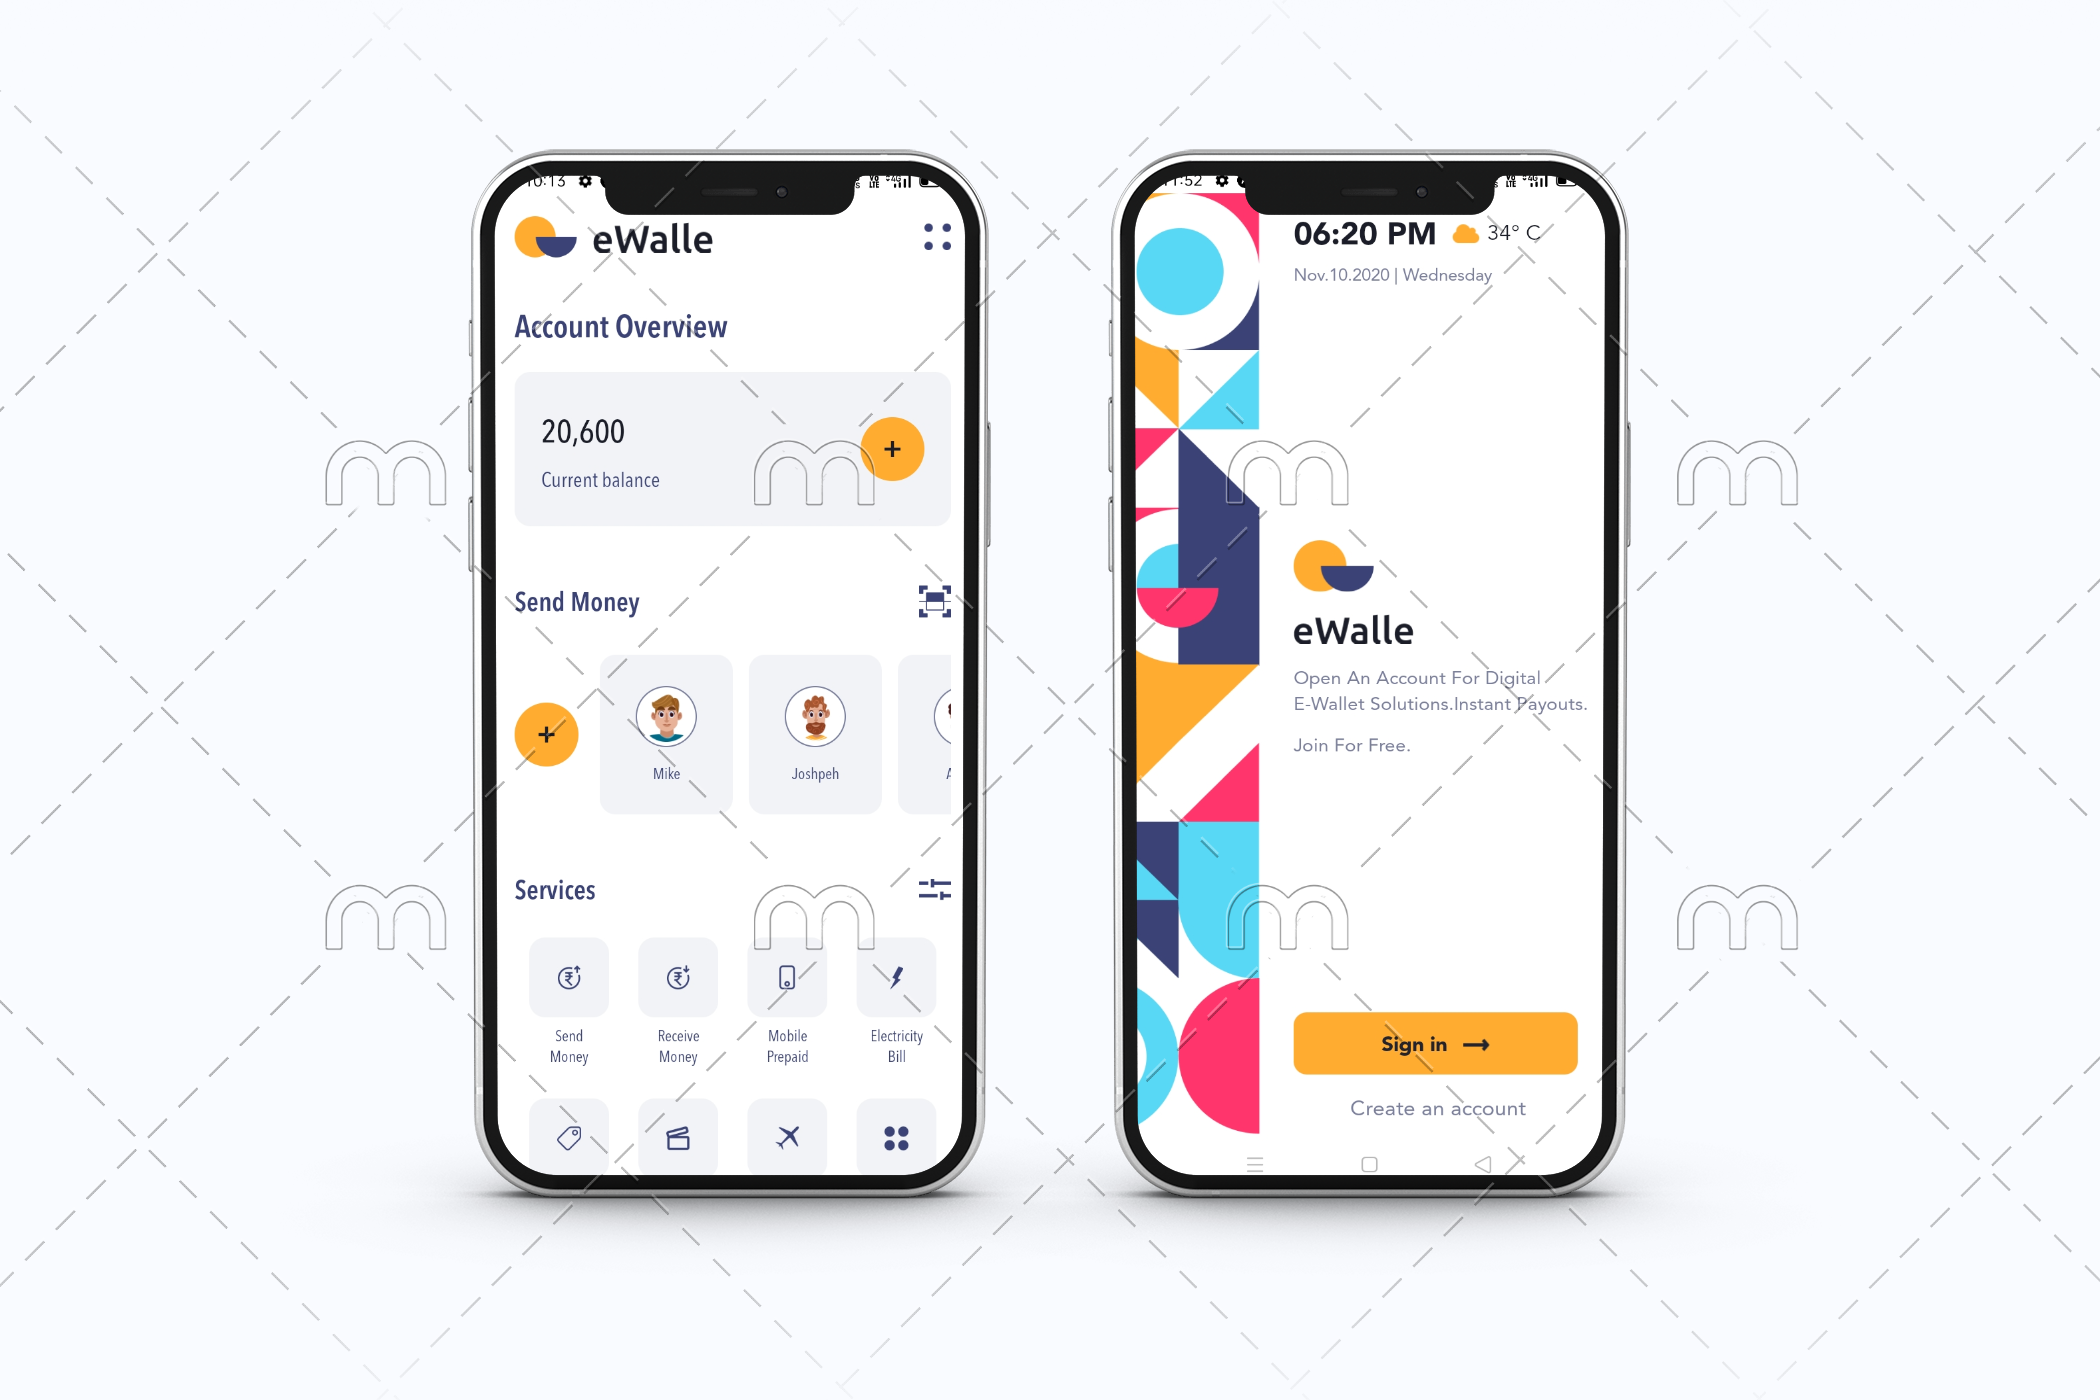 10:13
eWalle
Account Overview
20,600
Current balance
Send Money
Mike
Joshpeh
A
Services
Send
Money
Receive
Money
Mobile
Prepaid
Electricity
Bill
11:52
06:20 PM
34° C
Nov.10.2020 | Wednesday
eWalle
Open An Account For Digital
E-Wallet Solutions.Instant Payouts.
Join For Free.
Sign in
Create an account